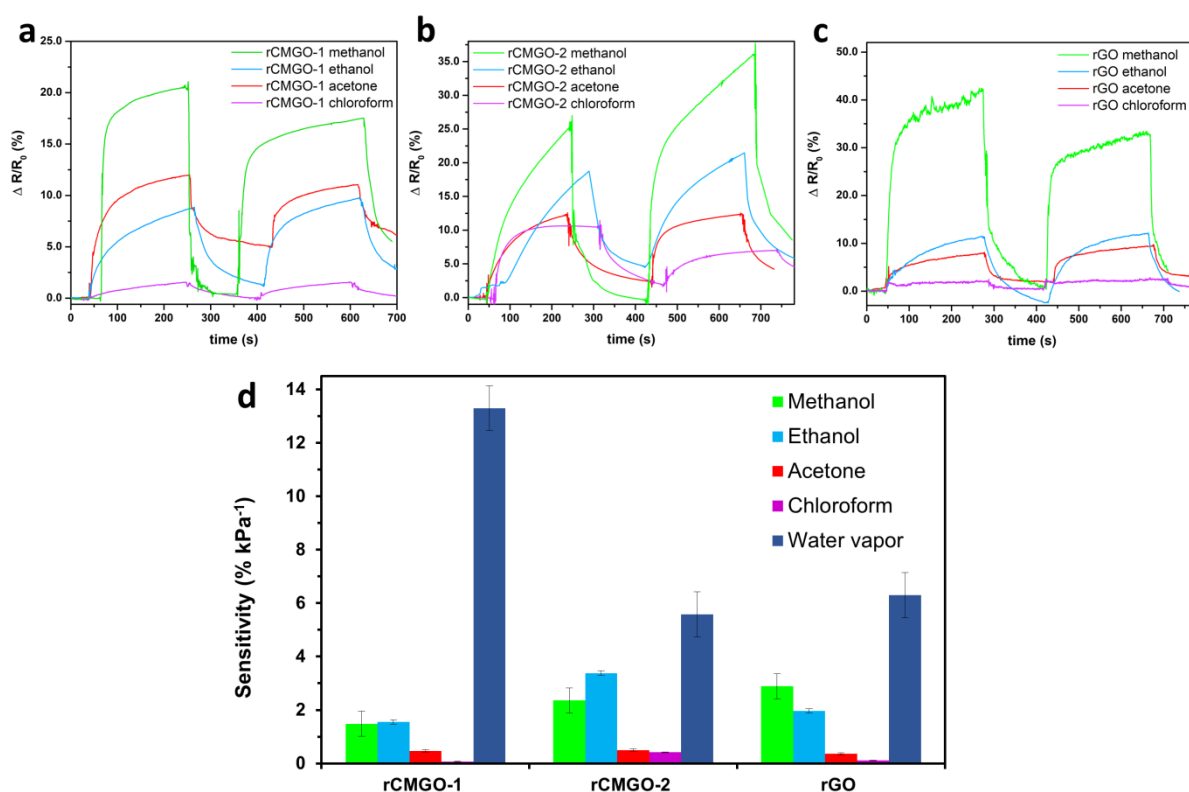 a
25.0
20.0
15.0
10.0
5.0
0.0
Δ R/R0 (%)
rCMGO-1 methanol
rCMGO-1 ethanol
rCMGO-1 acetone
rCMGO-1 chloroform
0 100 200 300 400 500 600 700
time (s)
b
35.0
30.0
25.0
20.0
15.0
10.0
5.0
0.0
Δ R/R0 (%)
rCMGO-2 methanol
rCMGO-2 ethanol
rCMGO-2 acetone
rCMGO-2 chloroform
0 100 200 300 400 500 600 700
time (s)
c
50.0
40.0
30.0
20.0
10.0
0.0
Δ R/R0 (%)
rGO methanol
rGO ethanol
rGO acetone
rGO chloroform
0 100 200 300 400 500 600 700
time (s)
d
14
12
10
8
6
4
2
0
Sensitivity (% kPa-1)
Methanol
Ethanol
Acetone
Chloroform
Water vapor
rCMGO-1 rCMGO-2 rGO